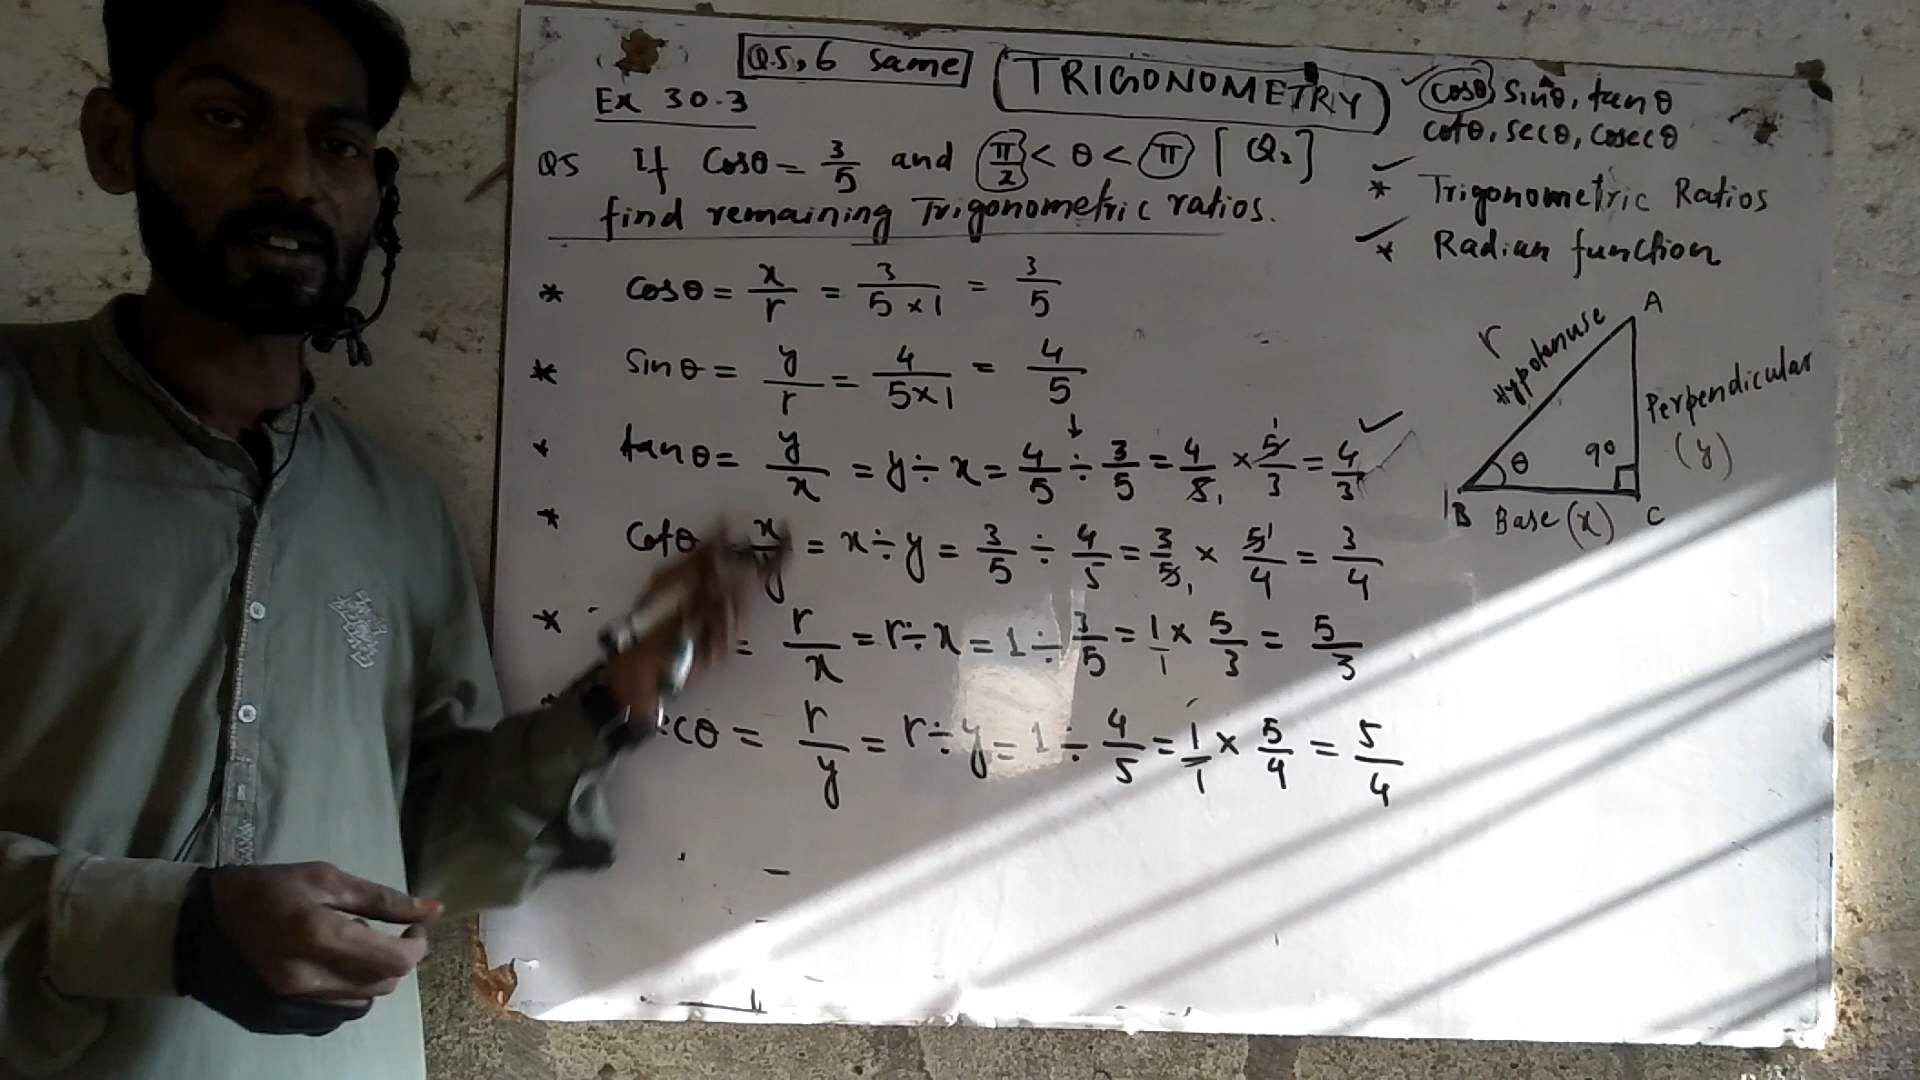 Q5,6 Same
TRIGONOMETRY
Ex 30.3
Q5 If Cosθ = 3/5 and π/2 < θ < π [Q₂]
find remaining Trigonometric ratios.
* cosθ = x/r = 3/(5×1) = 3/5
* sinθ = y/r = 4/(5×1) = 4/5
* tanθ = y/x = y÷x = 4/5 ÷ 3/5 = 4/5 × 5/3 = 4/3
* Cotθ x/y = x÷y = 3/5 ÷ 4/5 = 3/5 × 5/4 = 3/4
* = r/x = r÷x = 1÷3/5 = 1/1 × 5/3 = 5/3
ecθ = r/y = r÷y = 1÷4/5 = 1/1 × 5/4 = 5/4
cosθ, sinθ, tanθ
cotθ, secθ, cosecθ
* Trigonometric Ratios
* Radian function
A
r
Hypotenuse
Perpendicular
(y)
θ
90
B Base (x) C